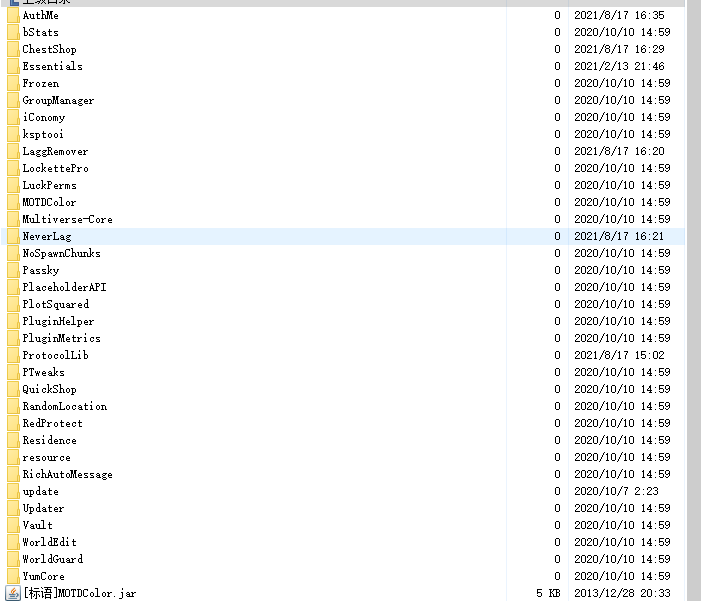 AuthMe 0 2021/8/17 16:35
bStats 0 2020/10/10 14:59
ChestShop 0 2021/8/17 16:29
Essentials 0 2021/2/13 21:46
Frozen 0 2020/10/10 14:59
GroupManager 0 2020/10/10 14:59
iConomy 0 2020/10/10 14:59
ksptooi 0 2020/10/10 14:59
LaggRemover 0 2021/8/17 16:20
LockettePro 0 2020/10/10 14:59
LuckPerms 0 2020/10/10 14:59
MOTDColor 0 2020/10/10 14:59
Multiverse-Core 0 2020/10/10 14:59
NeverLag 0 2021/8/17 16:21
NoSpawnChunks 0 2020/10/10 14:59
Passky 0 2020/10/10 14:59
PlaceholderAPI 0 2020/10/10 14:59
PlotSquared 0 2020/10/10 14:59
PluginHelper 0 2020/10/10 14:59
PluginMetrics 0 2020/10/10 14:59
ProtocolLib 0 2021/8/17 15:02
PTweaks 0 2020/10/10 14:59
QuickShop 0 2020/10/10 14:59
RandomLocation 0 2020/10/10 14:59
RedProtect 0 2020/10/10 14:59
Residence 0 2020/10/10 14:59
resource 0 2020/10/10 14:59
RichAutoMessage 0 2020/10/10 14:59
update 0 2020/10/7 2:23
Updater 0 2020/10/10 14:59
Vault 0 2020/10/10 14:59
WorldEdit 0 2020/10/10 14:59
WorldGuard 0 2020/10/10 14:59
YumCore 0 2020/10/10 14:59
[标语]MOTDColor.jar 5 KB 2013/12/28 20:33